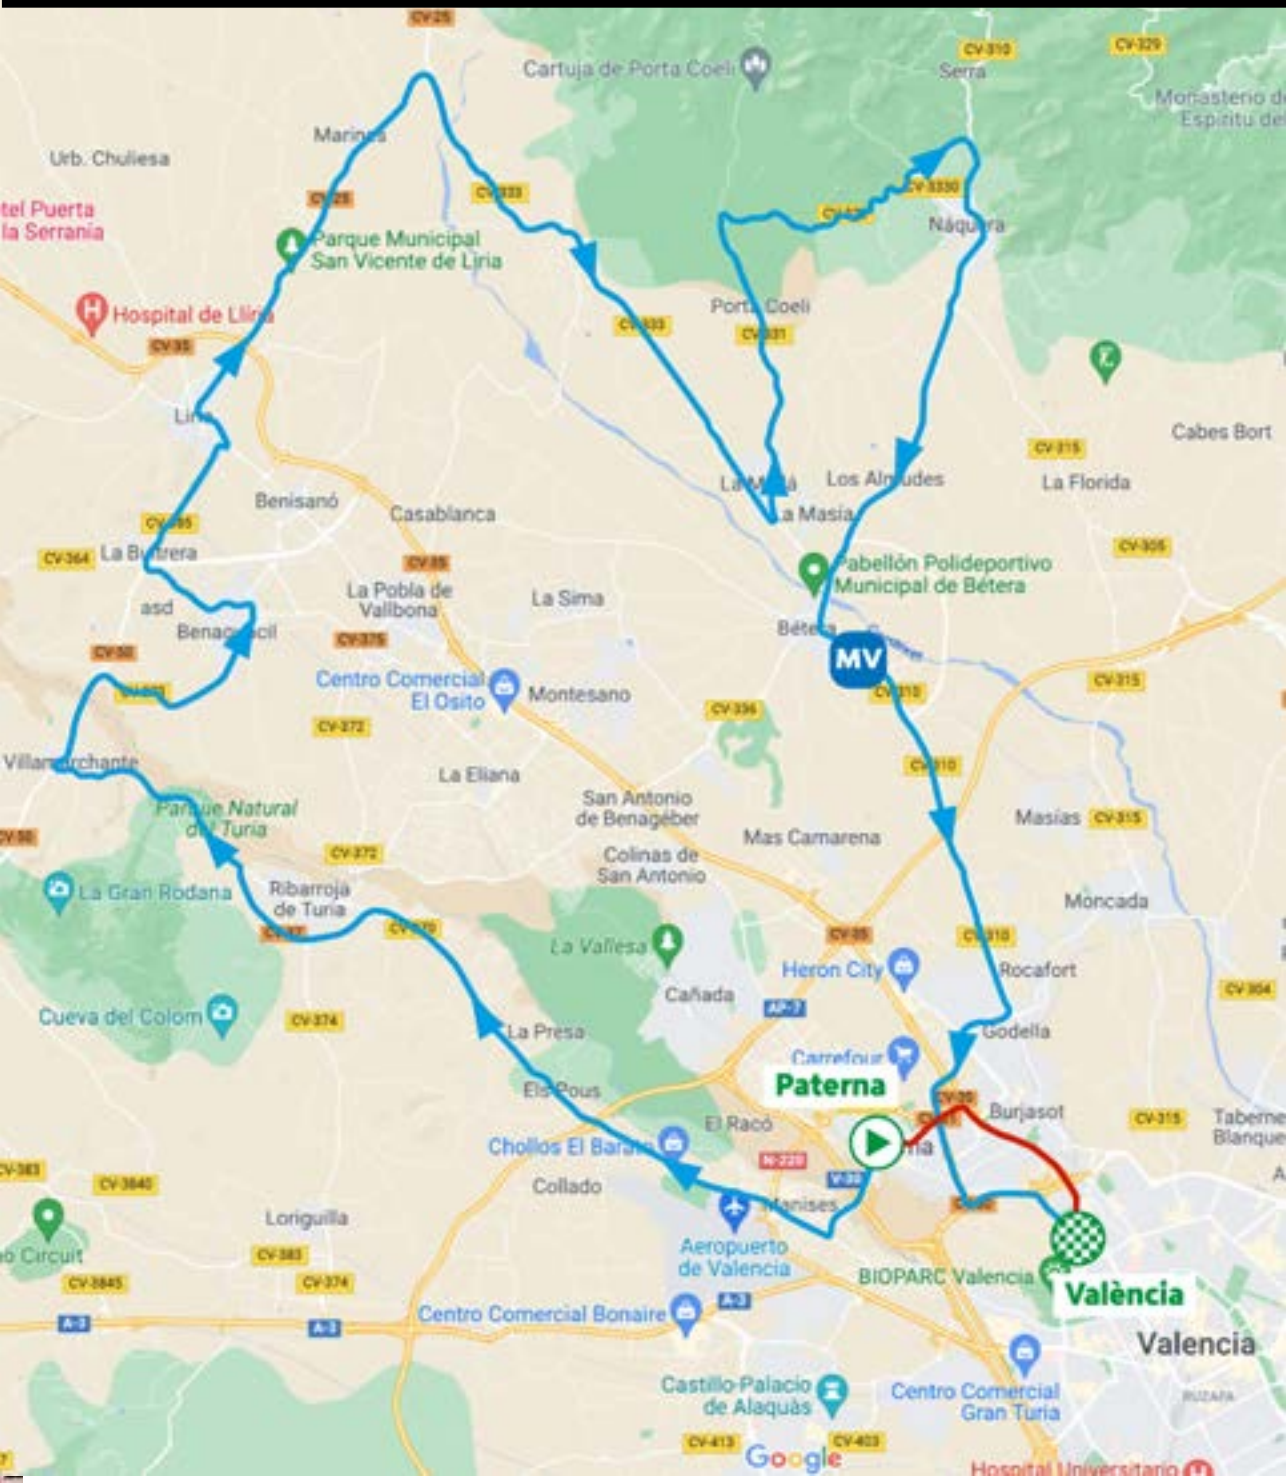 CV-25
CV-310
CV-329
Cartuja de Porta Coeli
Serra
Monasterio de
Espíritu del
Marines
Urb. Chuliesa
CV-25
CV-333
CV-3330
tel Puerta
la Serranía
Náquera
Parque Municipal
San Vicente de Liria
Porta Coeli
Hospital de Llíria
CV-333
CV-331
CV-35
Liria
Cabes Bort
CV-315
La Florida
Los Almudes
Benisanó
Casablanca
La Masía
CV-364
La Buitrera
CV-35
CV-305
Pabellón Polideportivo
Municipal de Bétera
La Pobla de
Vallbona
La Sima
asd
Benaguacil
CV-375
Bétera
CV-50
MV
Centro Comercial
El Osito
Montesano
CV-310
CV-315
CV-336
CV-372
Villamarchante
CV-310
La Eliana
San Antonio
de Benagéber
Parque Natural
del Turia
Masías
CV-315
CV-50
Mas Camarena
CV-372
Colinas de
San Antonio
La Gran Rodana
Ribarroja
de Turia
Moncada
CV-370
CV-35
CV-310
La Vallesa
Heron City
Rocafort
Cañada
CV-304
AP-7
Cueva del Colom
CV-374
La Presa
Godella
Carrefour
Paterna
Els Pous
Burjasot
CV-315
Taberne
Blanque
El Racó
Chollos El Barato
N-220
na
CV-383
CV-3840
Collado
V-30
Manises
Loriguilla
o Circuit
CV-383
Aeropuerto
de Valencia
CV-3845
CV-374
BIOPARC Valencia
València
A-3
A-3
A-3
Centro Comercial Bonaire
Valencia
Castillo-Palacio
de Alaquàs
Centro Comercial
Gran Turia
RUZAFA
CV-413
Google
CV-403
Hospital Universitario